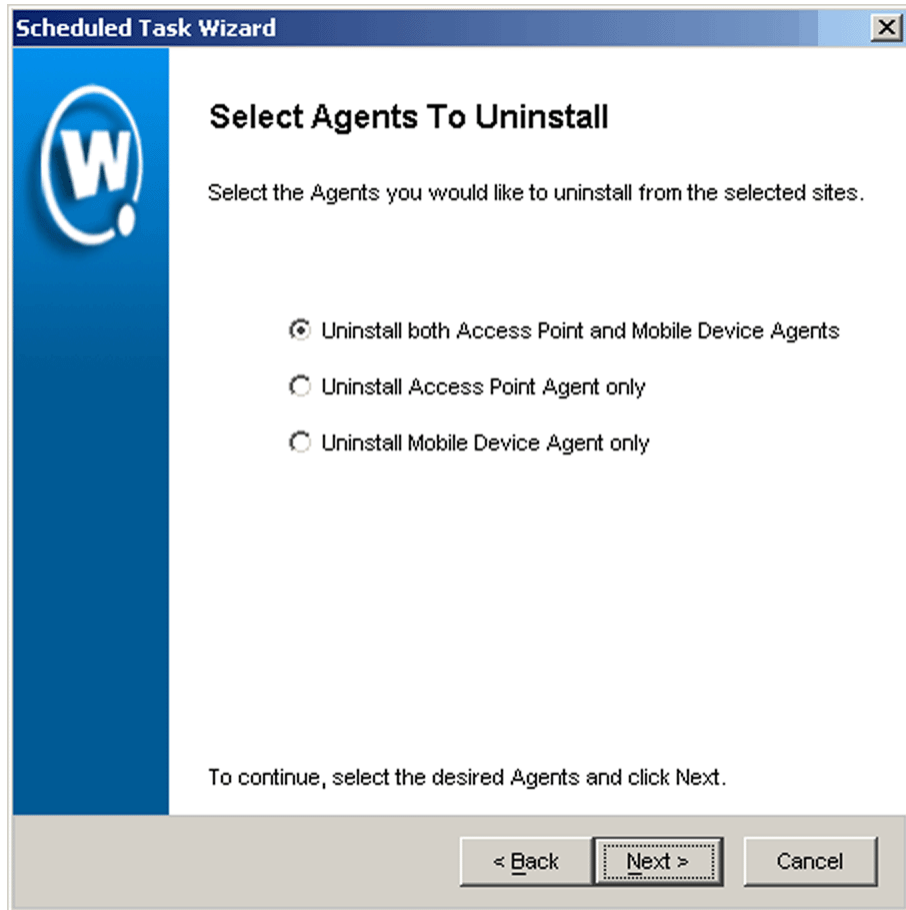 Scheduled Task Wizard
W
Select Agents To Uninstall
Select the Agents you would like to uninstall from the selected sites.
Uninstall both Access Point and Mobile Device Agents
Uninstall Access Point Agent only
Uninstall Mobile Device Agent only
To continue, select the desired Agents and click Next.
< Back
Next >
Cancel